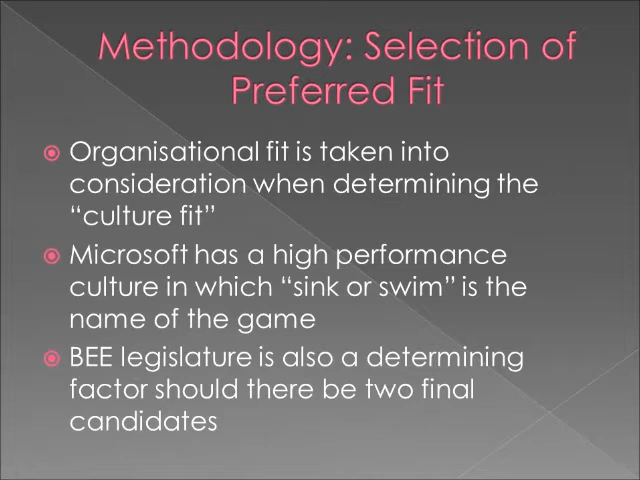 Methodology: Selection of
Preferred Fit
Organisational fit is taken into
consideration when determining the
“culture fit”
Microsoft has a high performance
culture in which “sink or swim” is the
name of the game
BEE legislature is also a determining
factor should there be two final
candidates